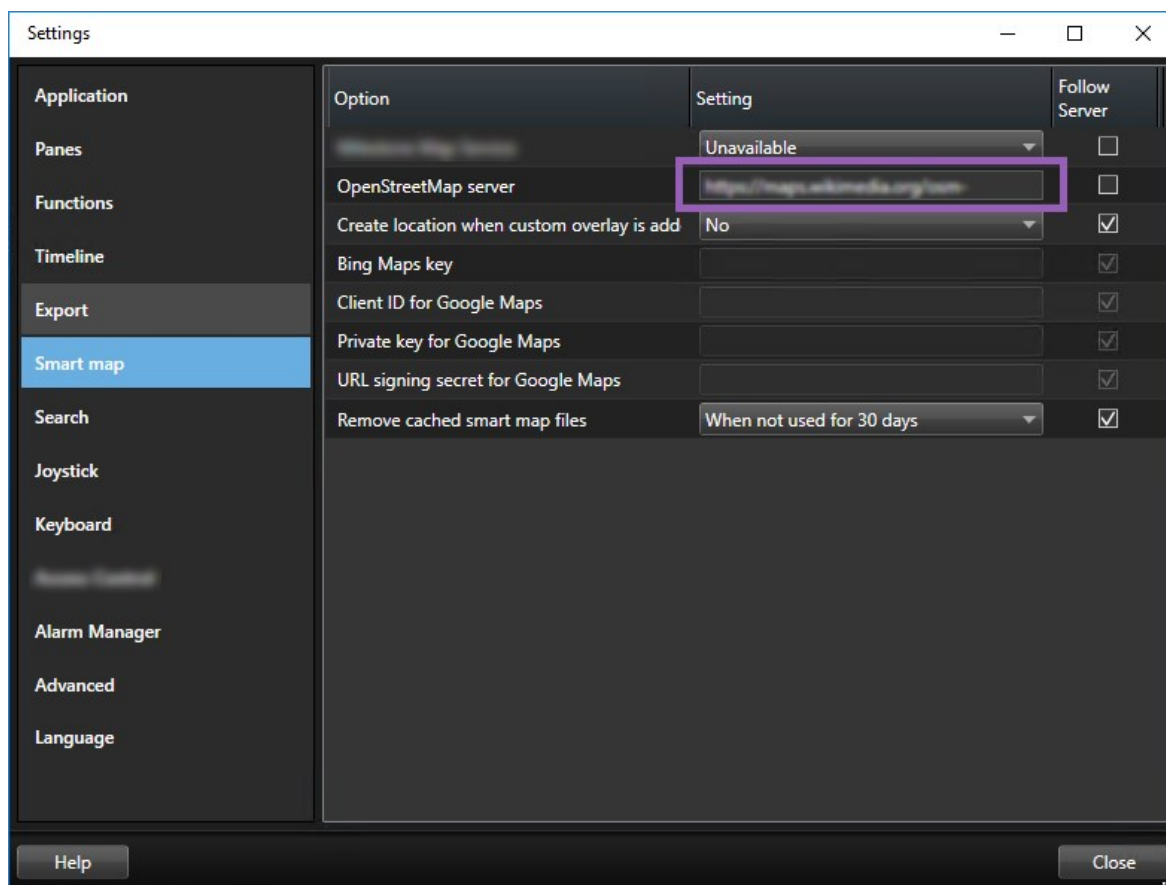 Settings
Application
Panes
Functions
Timeline
Export
Smart map
Search
Joystick
Keyboard
Alarm Manager
Advanced
Language
Option Setting Follow
Server
Unavailable
OpenStreetMap server
Create location when custom overlay is add No
Bing Maps key
Client ID for Google Maps
Private key for Google Maps
URL signing secret for Google Maps
Remove cached smart map files When not used for 30 days
Help Close